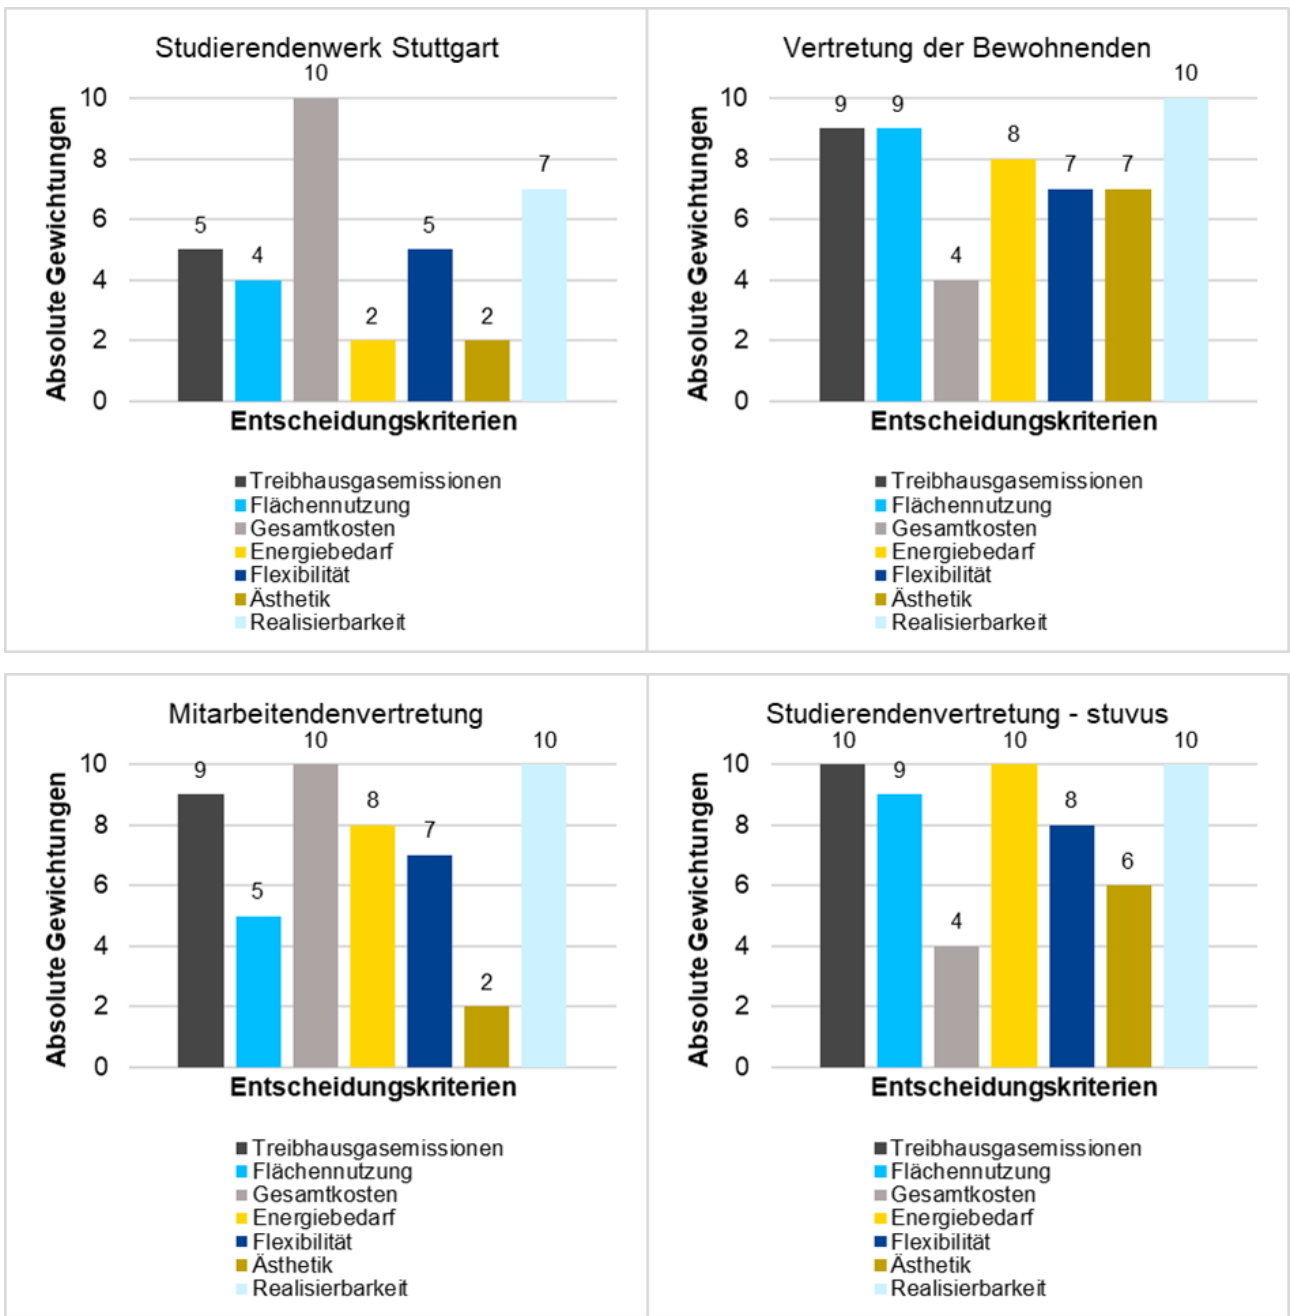 Studierendenwerk Stuttgart
10
10
8
6
4
2
0
5
4
2
5
2
7
Absolute Gewichtungen
Entscheidungskriterien
Treibhausgasemissionen
Flächennutzung
Gesamtkosten
Energiebedarf
Flexibilität
Ästhetik
Realisierbarkeit
Vertretung der Bewohnenden
10
8
6
4
2
0
9
9
4
8
7
7
10
Absolute Gewichtungen
Entscheidungskriterien
Treibhausgasemissionen
Flächennutzung
Gesamtkosten
Energiebedarf
Flexibilität
Ästhetik
Realisierbarkeit
Mitarbeitendenvertretung
10
8
6
4
2
0
9
5
10
8
7
2
10
Absolute Gewichtungen
Entscheidungskriterien
Treibhausgasemissionen
Flächennutzung
Gesamtkosten
Energiebedarf
Flexibilität
Ästhetik
Realisierbarkeit
Studierendenvertretung - stuvus
10
8
6
4
2
0
10
9
4
10
8
6
10
Absolute Gewichtungen
Entscheidungskriterien
Treibhausgasemissionen
Flächennutzung
Gesamtkosten
Energiebedarf
Flexibilität
Ästhetik
Realisierbarkeit